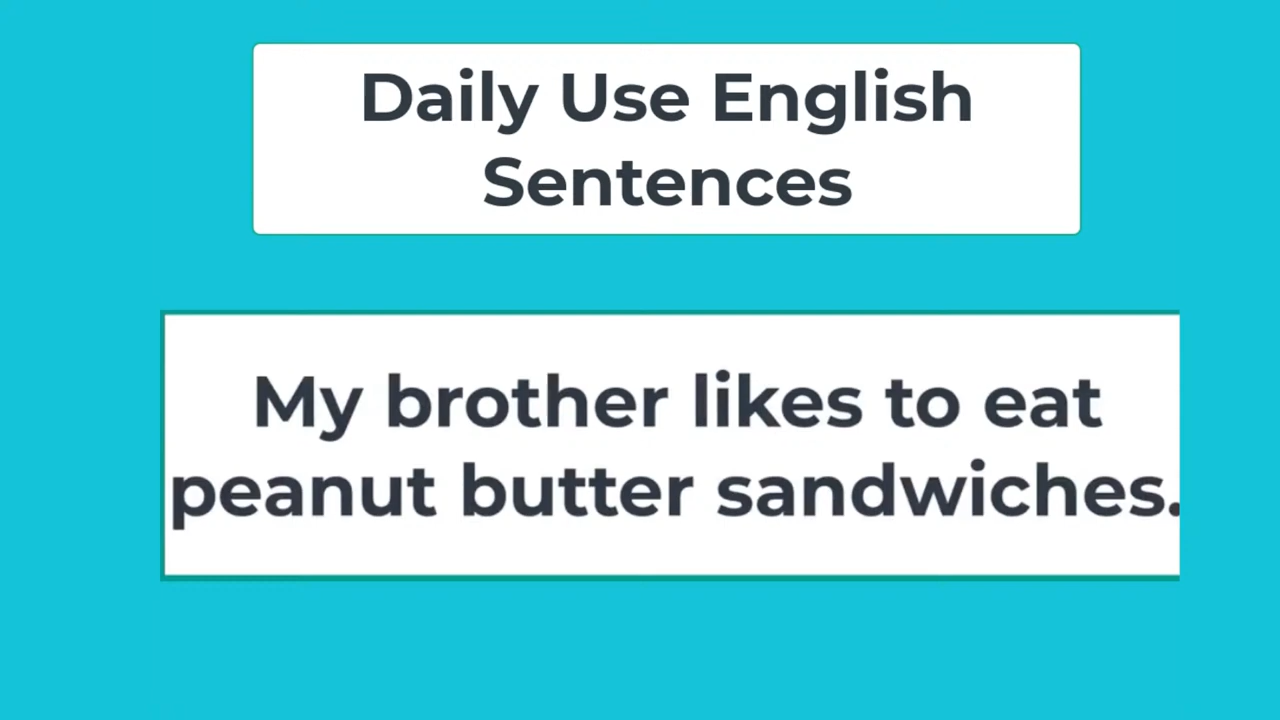 Daily Use English
Sentences
My brother likes to eat
peanut butter sandwiches.